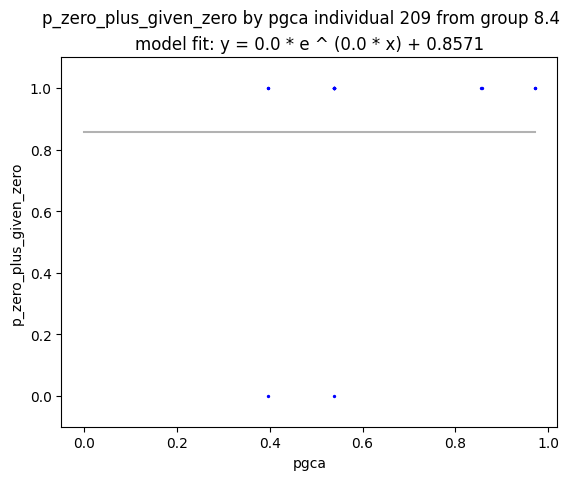 p_zero_plus_given_zero by pgca individual 209 from group 8.4
model fit: y = 0.0 * e ^ (0.0 * x) + 0.8571
1.0
0.8
0.6
0.4
0.2
0.0
p_zero_plus_given_zero
0.0 0.2 0.4 0.6 0.8 1.0
pgca